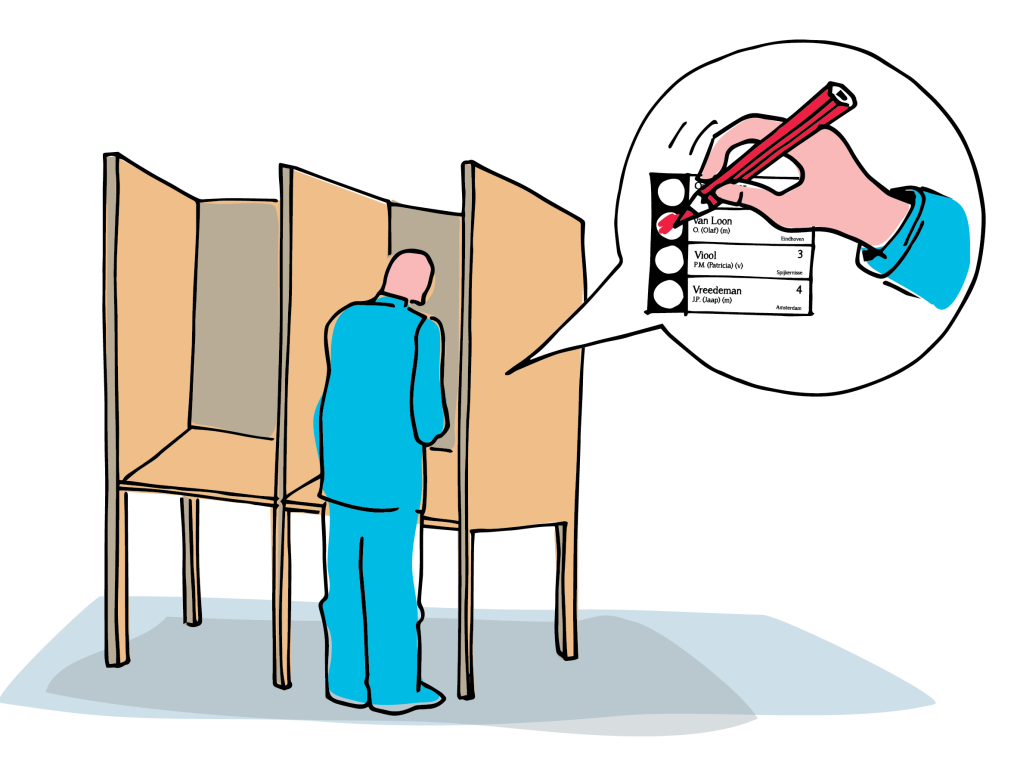 Van Loon
O. (Olaf) (m)
Eindhoven
Viool 3
P.M. (Patricia) (v)
Spijkenisse
Vreedeman 4
J.P. (Jaap) (m)
Amsterdam